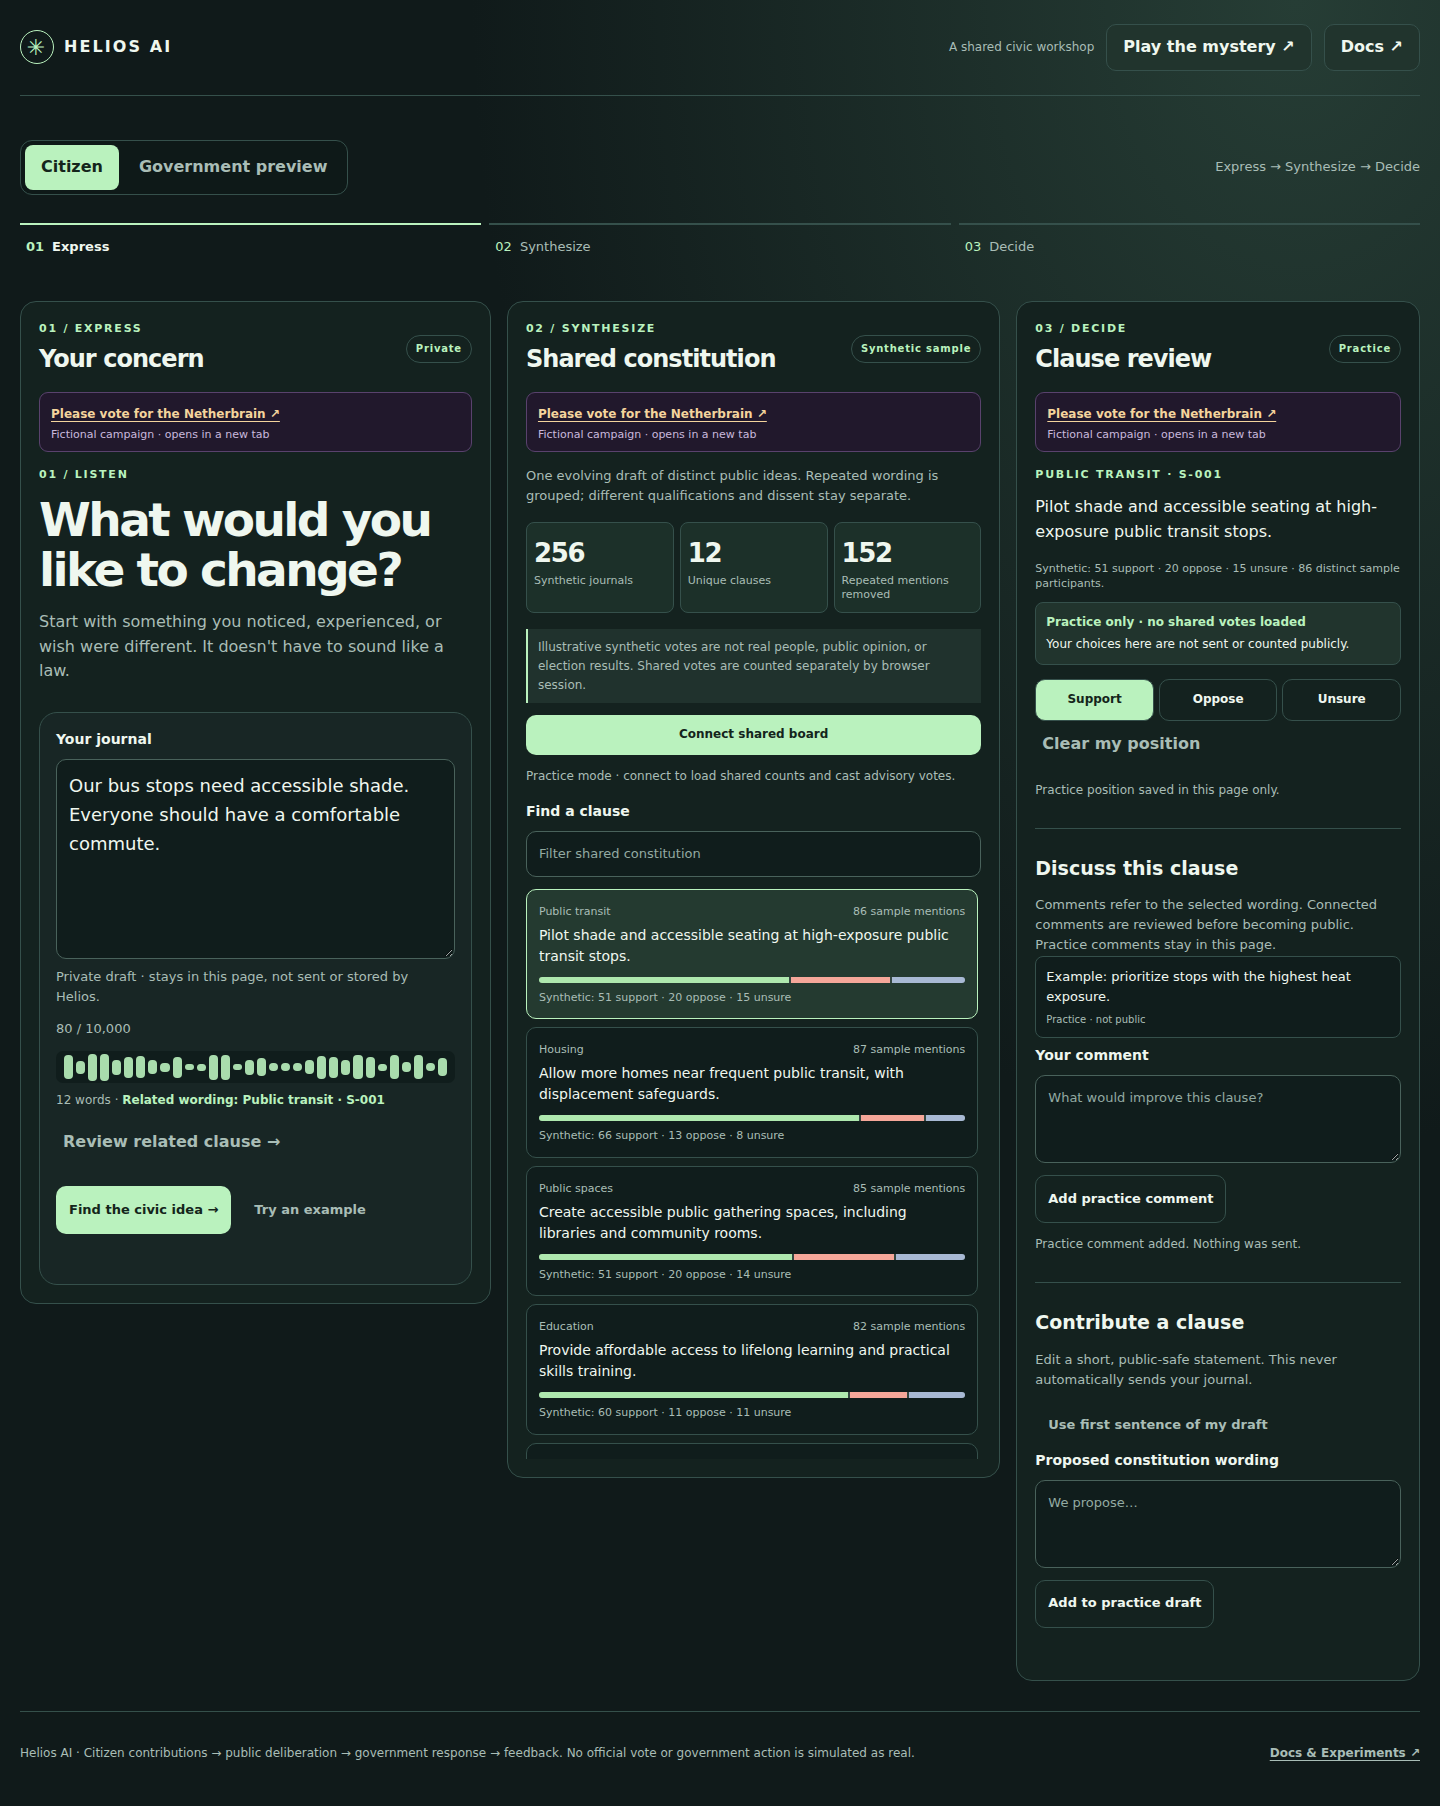 HELIOS AI
A shared civic workshop
Play the mystery ↗
Docs ↗
Citizen
Government preview
Express → Synthesize → Decide
01 Express
02 Synthesize
03 Decide
01 / EXPRESS
Your concern
Private
Please vote for the Netherbrain ↗
Fictional campaign · opens in a new tab
01 / LISTEN
What would you
like to change?
Start with something you noticed, experienced, or
wish were different. It doesn't have to sound like a
law.
Your journal
Our bus stops need accessible shade.
Everyone should have a comfortable
commute.
Private draft · stays in this page, not sent or stored by
Helios.
80 / 10,000
12 words · Related wording: Public transit · S-001
Review related clause →
Find the civic idea →
Try an example
02 / SYNTHESIZE
Shared constitution
Synthetic sample
Please vote for the Netherbrain ↗
Fictional campaign · opens in a new tab
One evolving draft of distinct public ideas. Repeated wording is
grouped; different qualifications and dissent stay separate.
256
Synthetic journals
12
Unique clauses
152
Repeated mentions
removed
Illustrative synthetic votes are not real people, public opinion, or
election results. Shared votes are counted separately by browser
session.
Connect shared board
Practice mode · connect to load shared counts and cast advisory votes.
Find a clause
Filter shared constitution
Public transit
86 sample mentions
Pilot shade and accessible seating at high-exposure public
transit stops.
Synthetic: 51 support · 20 oppose · 15 unsure
Housing
87 sample mentions
Allow more homes near frequent public transit, with
displacement safeguards.
Synthetic: 66 support · 13 oppose · 8 unsure
Public spaces
85 sample mentions
Create accessible public gathering spaces, including
libraries and community rooms.
Synthetic: 51 support · 20 oppose · 14 unsure
Education
82 sample mentions
Provide affordable access to lifelong learning and practical
skills training.
Synthetic: 60 support · 11 oppose · 11 unsure
03 / DECIDE
Clause review
Practice
Please vote for the Netherbrain ↗
Fictional campaign · opens in a new tab
PUBLIC TRANSIT · S-001
Pilot shade and accessible seating at high-
exposure public transit stops.
Synthetic: 51 support · 20 oppose · 15 unsure · 86 distinct sample
participants.
Practice only · no shared votes loaded
Your choices here are not sent or counted publicly.
Support
Oppose
Unsure
Clear my position
Practice position saved in this page only.
Discuss this clause
Comments refer to the selected wording. Connected
comments are reviewed before becoming public.
Practice comments stay in this page.
Example: prioritize stops with the highest heat
exposure.
Practice · not public
Your comment
What would improve this clause?
Add practice comment
Practice comment added. Nothing was sent.
Contribute a clause
Edit a short, public-safe statement. This never
automatically sends your journal.
Use first sentence of my draft
Proposed constitution wording
We propose…
Add to practice draft
Helios AI · Citizen contributions → public deliberation → government response → feedback. No official vote or government action is simulated as real.
Docs & Experiments ↗